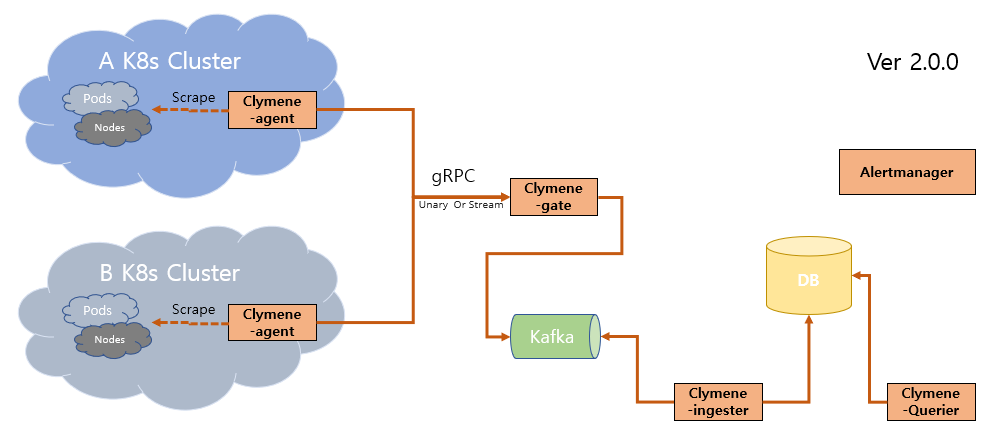 A K8s Cluster
Pods
Nodes
Scrape
Clymene
-agent
Ver 2.0.0
gRPC
Unary Or Stream
Clymene
-gate
Alertmanager
B K8s Cluster
Pods
Nodes
Scrape
Clymene
-agent
DB
Kafka
Clymene
-ingester
Clymene
-Querier